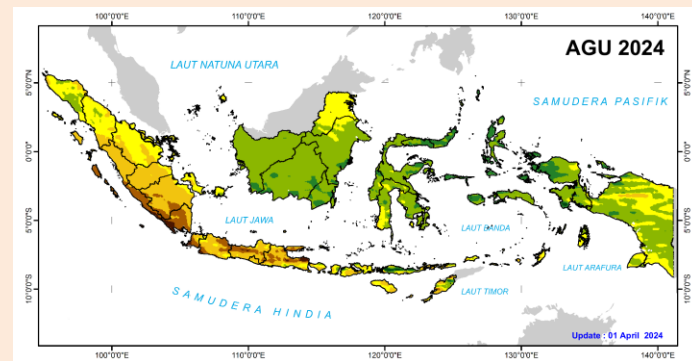 100°0'0"E 110°0'0"E 120°0'0"E 130°0'0"E 140°0'0"E
AGU 2024
LAUT NATUNA UTARA
5°0'0"N 5°0'0"N
SAMUDERA PASIFIK
0°0'0" 0°0'0"
LAUT JAWA
LAUT BANDA
5°0'0"S 5°0'0"S
LAUT ARAFURA
SAMUDERA HINDIA
LAUT TIMOR
10°0'0"S 10°0'0"S
Update : 01 April 2024
100°0'0"E 110°0'0"E 120°0'0"E 130°0'0"E 140°0'0"E